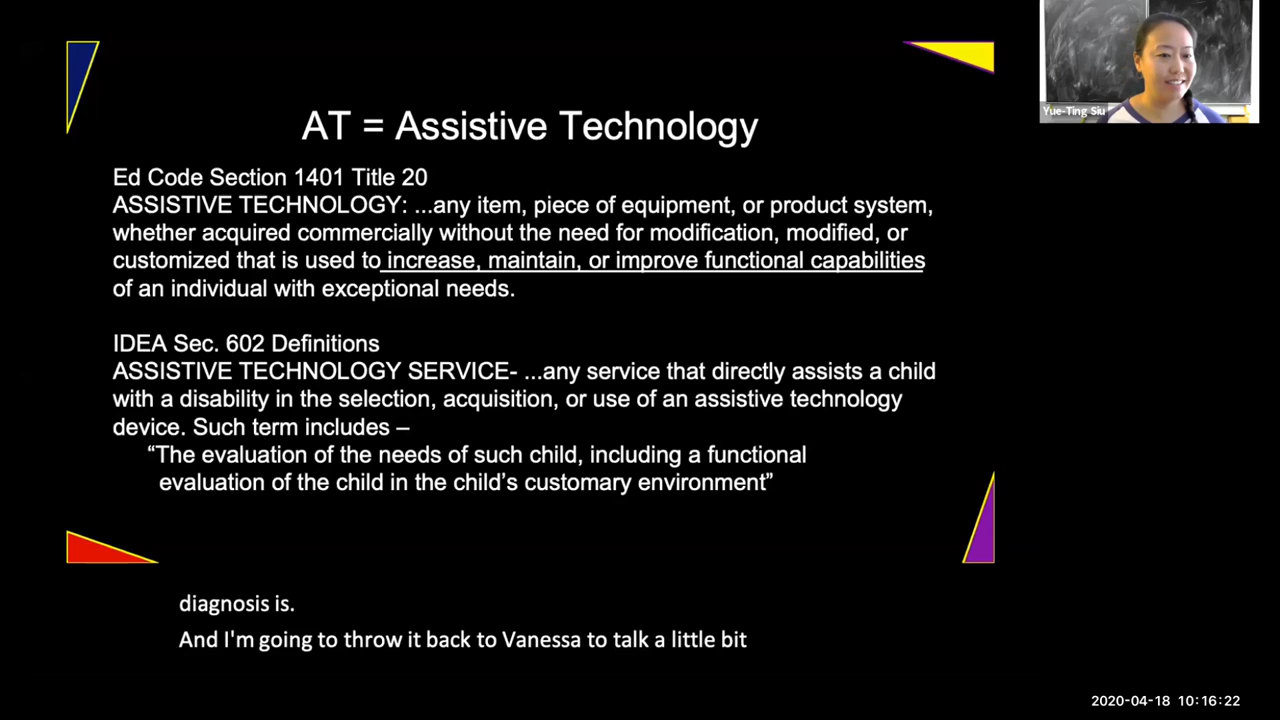 AT = Assistive Technology
Ed Code Section 1401 Title 20
ASSISTIVE TECHNOLOGY: ...any item, piece of equipment, or product system,
whether acquired commercially without the need for modification, modified, or
customized that is used to increase, maintain, or improve functional capabilities
of an individual with exceptional needs.
IDEA Sec. 602 Definitions
ASSISTIVE TECHNOLOGY SERVICE- ...any service that directly assists a child
with a disability in the selection, acquisition, or use of an assistive technology
device. Such term includes –
“The evaluation of the needs of such child, including a functional
evaluation of the child in the child’s customary environment”
Yue-Ting Siu
diagnosis is.
And I'm going to throw it back to Vanessa to talk a little bit
2020-04-18 10:16:22